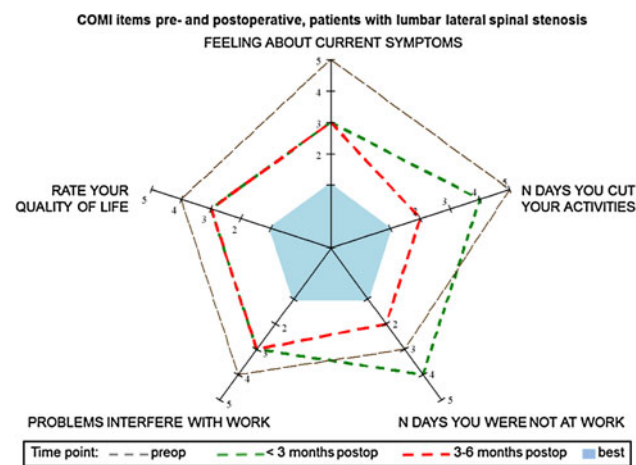 COMI items pre- and postoperative, patients with lumbar lateral spinal stenosis
FEELING ABOUT CURRENT SYMPTOMS
5
4
3
2
RATE YOUR
QUALITY OF LIFE
5
4
3
2
N DAYS YOU CUT
YOUR ACTIVITIES
2
3
4
5
2
3
4
5
2
3
4
5
PROBLEMS INTERFERE WITH WORK
N DAYS YOU WERE NOT AT WORK
Time point: preop < 3 months postop 3-6 months postop best